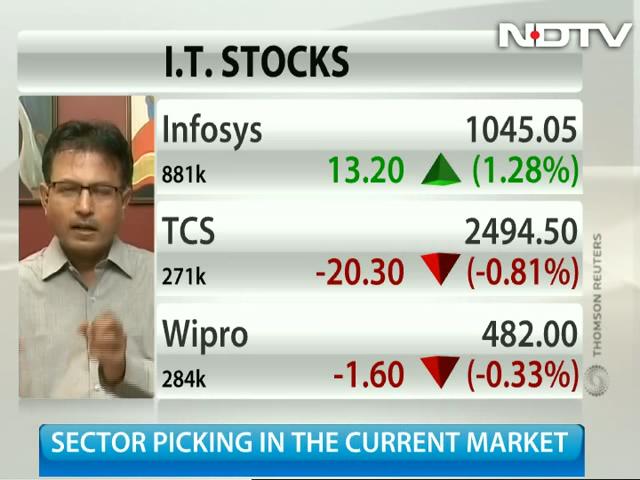 NDTV
I.T. STOCKS
Infosys 1045.05
881k 13.20 (1.28%)
TCS 2494.50
271k -20.30 (-0.81%)
Wipro 482.00
284k -1.60 (-0.33%)
THOMSON REUTERS
SECTOR PICKING IN THE CURRENT MARKET